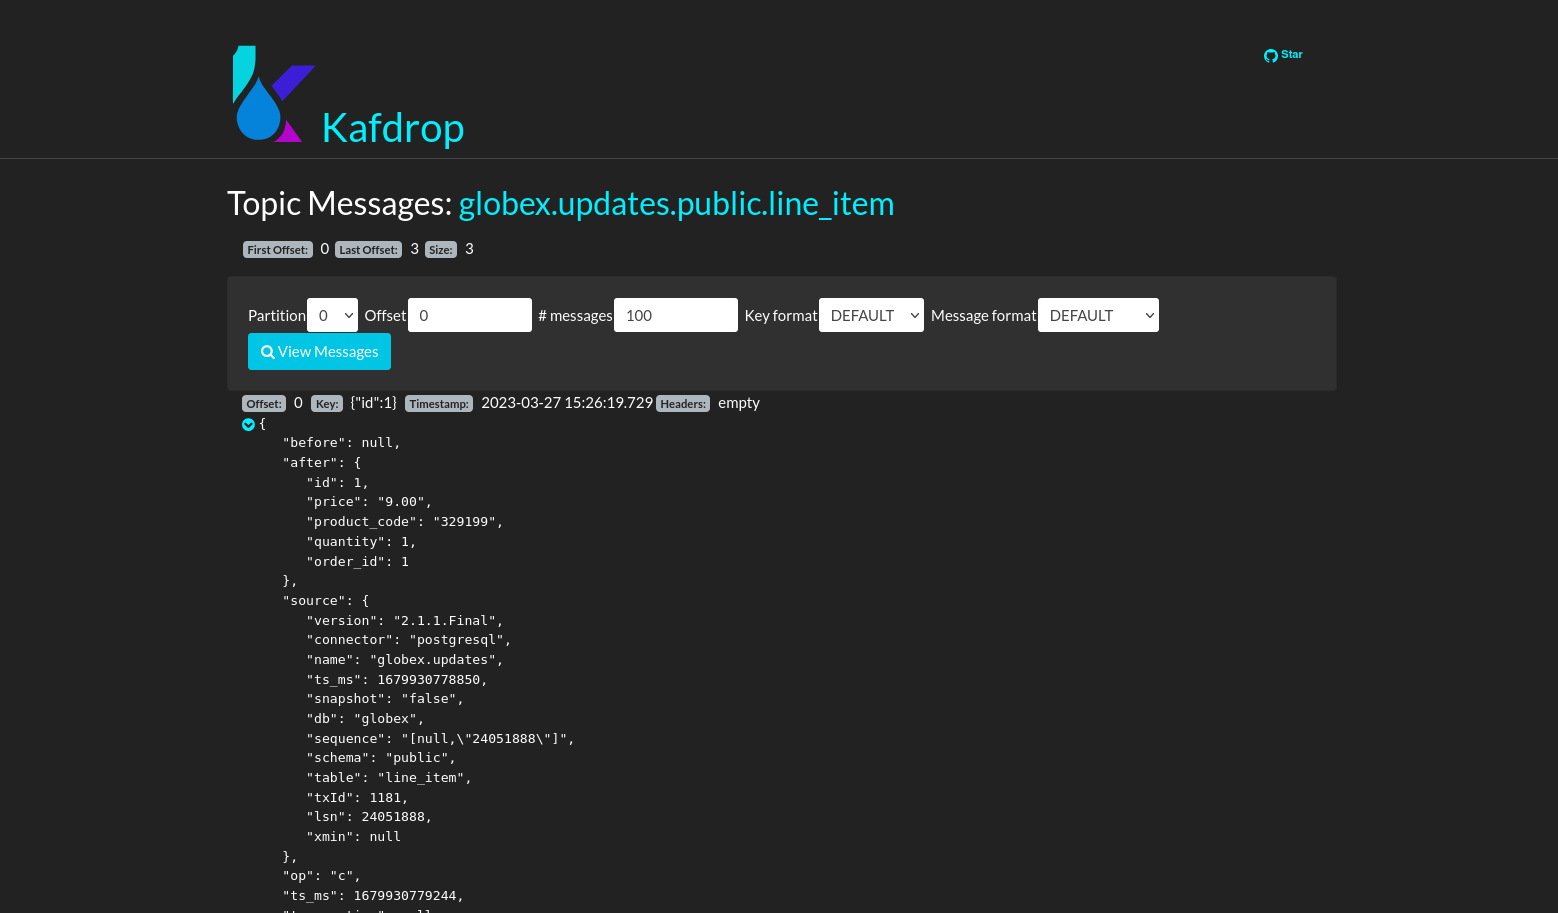 Star
Kafdrop
Topic Messages: globex.updates.public.line_item
First Offset: 0 Last Offset: 3 Size: 3
Partition 0 Offset 0 # messages 100 Key format DEFAULT Message format DEFAULT
View Messages
Offset: 0 Key: {"id":1} Timestamp: 2023-03-27 15:26:19.729 Headers: empty
{
"before": null,
"after": {
"id": 1,
"price": "9.00",
"product_code": "329199",
"quantity": 1,
"order_id": 1
},
"source": {
"version": "2.1.1.Final",
"connector": "postgresql",
"name": "globex.updates",
"ts_ms": 1679930778850,
"snapshot": "false",
"db": "globex",
"sequence": "[null,\"24051888\"]",
"schema": "public",
"table": "line_item",
"txId": 1181,
"lsn": 24051888,
"xmin": null
},
"op": "c",
"ts_ms": 1679930779244,